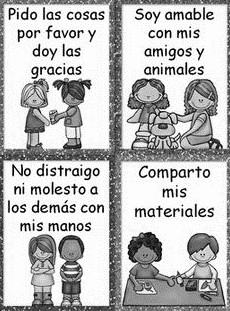 Pido las cosas
por favor y
doy las
gracias
Soy amable
con mis
amigos y
animales
No distraigo
ni molesto a
los demás con
mis manos
Comparto
mis
materiales